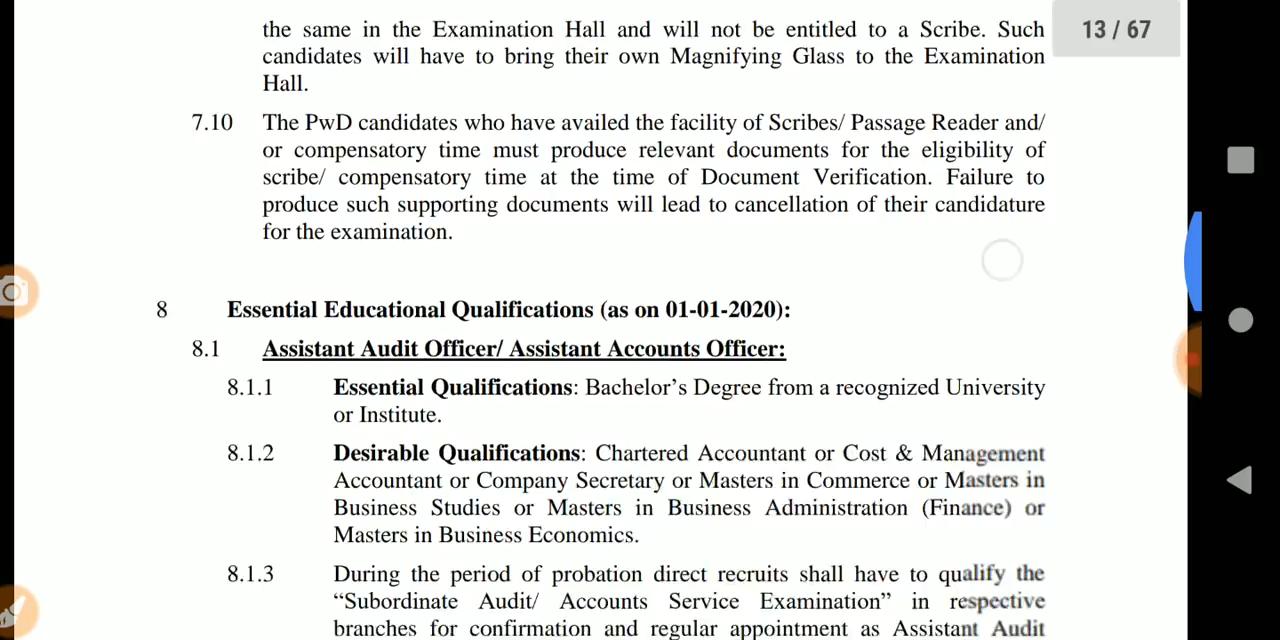 the same in the Examination Hall and will not be entitled to a Scribe. Such
candidates will have to bring their own Magnifying Glass to the Examination
Hall.
13 / 67
7.10 The PwD candidates who have availed the facility of Scribes/ Passage Reader and/
or compensatory time must produce relevant documents for the eligibility of
scribe/ compensatory time at the time of Document Verification. Failure to
produce such supporting documents will lead to cancellation of their candidature
for the examination.
8 Essential Educational Qualifications (as on 01-01-2020):
8.1 Assistant Audit Officer/ Assistant Accounts Officer:
8.1.1 Essential Qualifications: Bachelor’s Degree from a recognized University
or Institute.
8.1.2 Desirable Qualifications: Chartered Accountant or Cost & Management
Accountant or Company Secretary or Masters in Commerce or Masters in
Business Studies or Masters in Business Administration (Finance) or
Masters in Business Economics.
8.1.3 During the period of probation direct recruits shall have to qualify the
“Subordinate Audit/ Accounts Service Examination” in respective
branches for confirmation and regular appointment as Assistant Audit